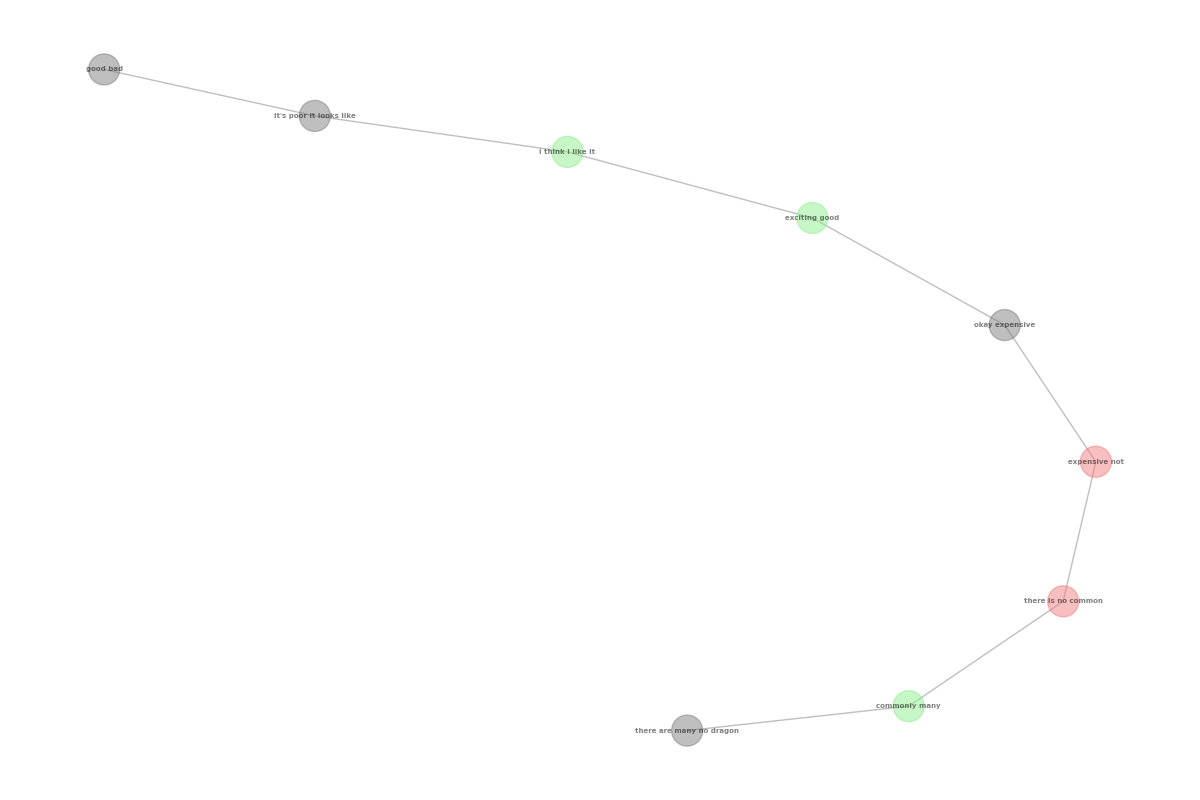 good bad
it's poor it looks like
i think i like it
exciting good
okay expensive
expensive not
there is no common
commonly many
there are many no dragon